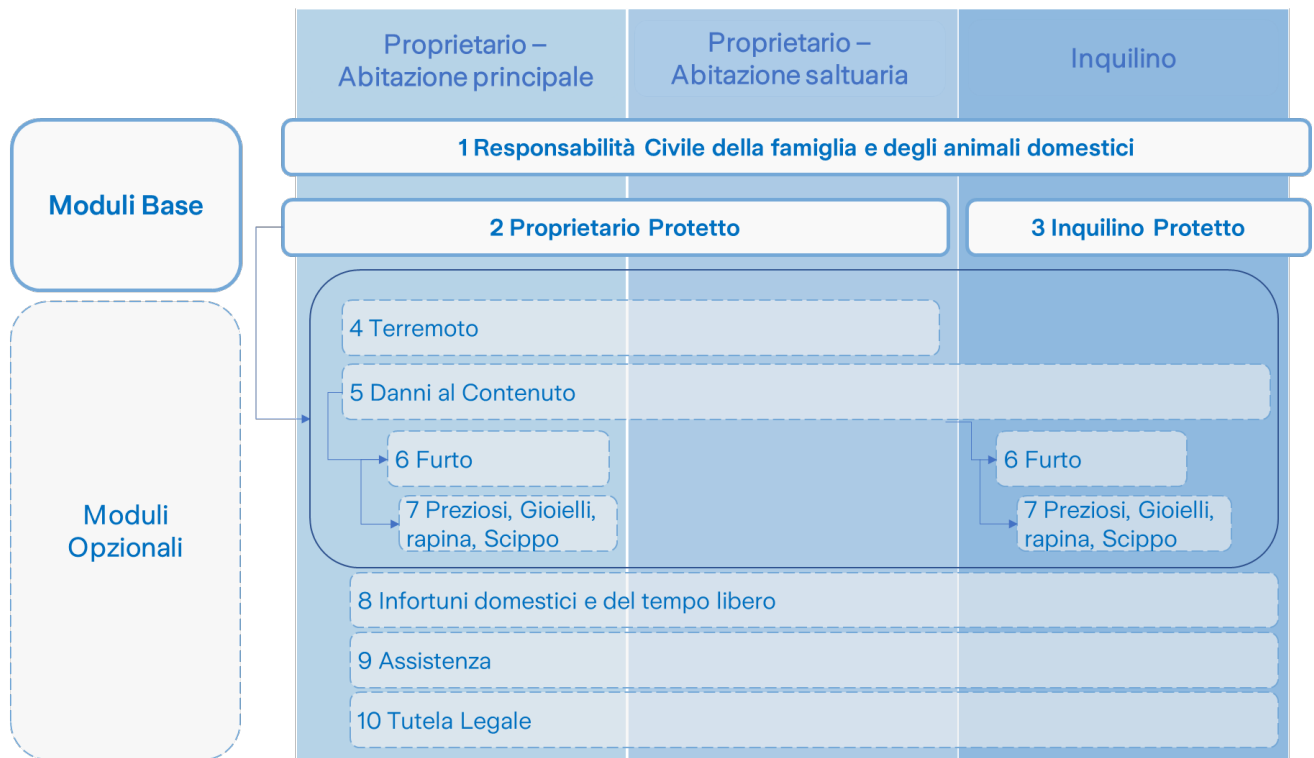 Proprietario –
Abitazione principale
Proprietario –
Abitazione saltuaria
Inquilino
Moduli Base
1 Responsabilità Civile della famiglia e degli animali domestici
2 Proprietario Protetto
3 Inquilino Protetto
Moduli
Opzionali
4 Terremoto
5 Danni al Contenuto
6 Furto
6 Furto
7 Preziosi, Gioielli,
rapina, Scippo
7 Preziosi, Gioielli,
rapina, Scippo
8 Infortuni domestici e del tempo libero
9 Assistenza
10 Tutela Legale